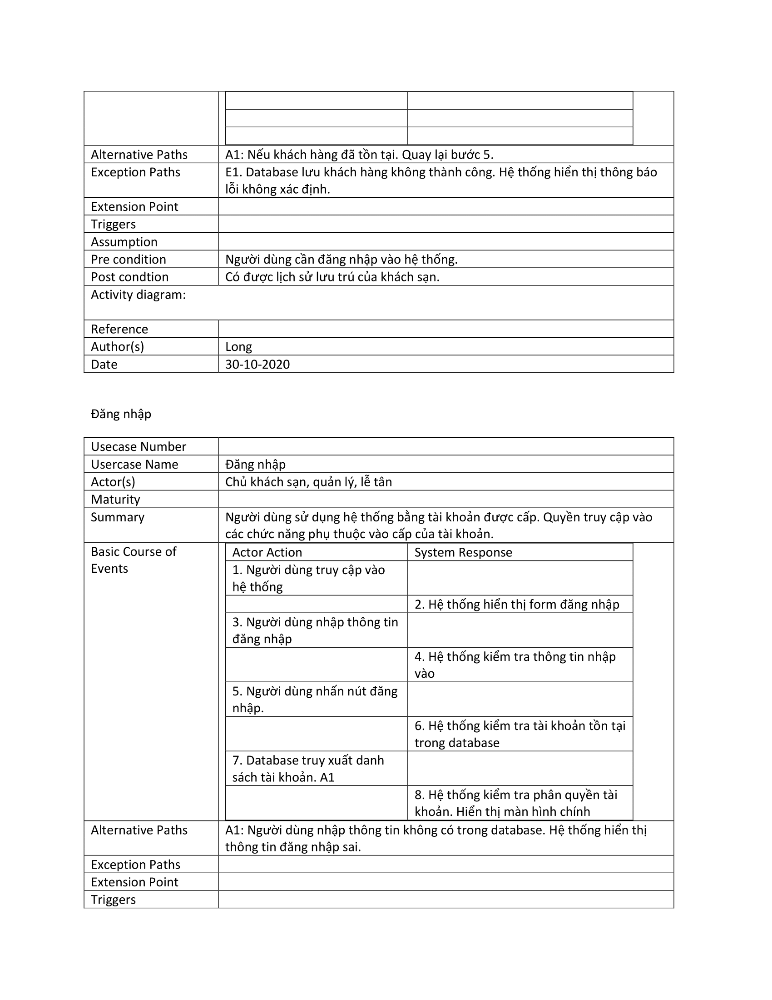 Alternative Paths
A1: Nếu khách hàng đã tồn tại. Quay lại bước 5.
Exception Paths
E1. Database lưu khách hàng không thành công. Hệ thống hiển thị thông báo
lỗi không xác định.
Extension Point
Triggers
Assumption
Pre condition
Người dùng cần đăng nhập vào hệ thống.
Post condtion
Có được lịch sử lưu trú của khách sạn.
Activity diagram:
Reference
Author(s)
Long
Date
30-10-2020
Đăng nhập
Usecase Number
Usercase Name
Đăng nhập
Actor(s)
Chủ khách sạn, quản lý, lễ tân
Maturity
Summary
Người dùng sử dụng hệ thống bằng tài khoản được cấp. Quyền truy cập vào
các chức năng phụ thuộc vào cấp của tài khoản.
Basic Course of
Events
Actor Action
System Response
1. Người dùng truy cập vào
hệ thống
2. Hệ thống hiển thị form đăng nhập
3. Người dùng nhập thông tin
đăng nhập
4. Hệ thống kiểm tra thông tin nhập
vào
5. Người dùng nhấn nút đăng
nhập.
6. Hệ thống kiểm tra tài khoản tồn tại
trong database
7. Database truy xuất danh
sách tài khoản. A1
8. Hệ thống kiểm tra phân quyền tài
khoản. Hiển thị màn hình chính
Alternative Paths
A1: Người dùng nhập thông tin không có trong database. Hệ thống hiển thị
thông tin đăng nhập sai.
Exception Paths
Extension Point
Triggers